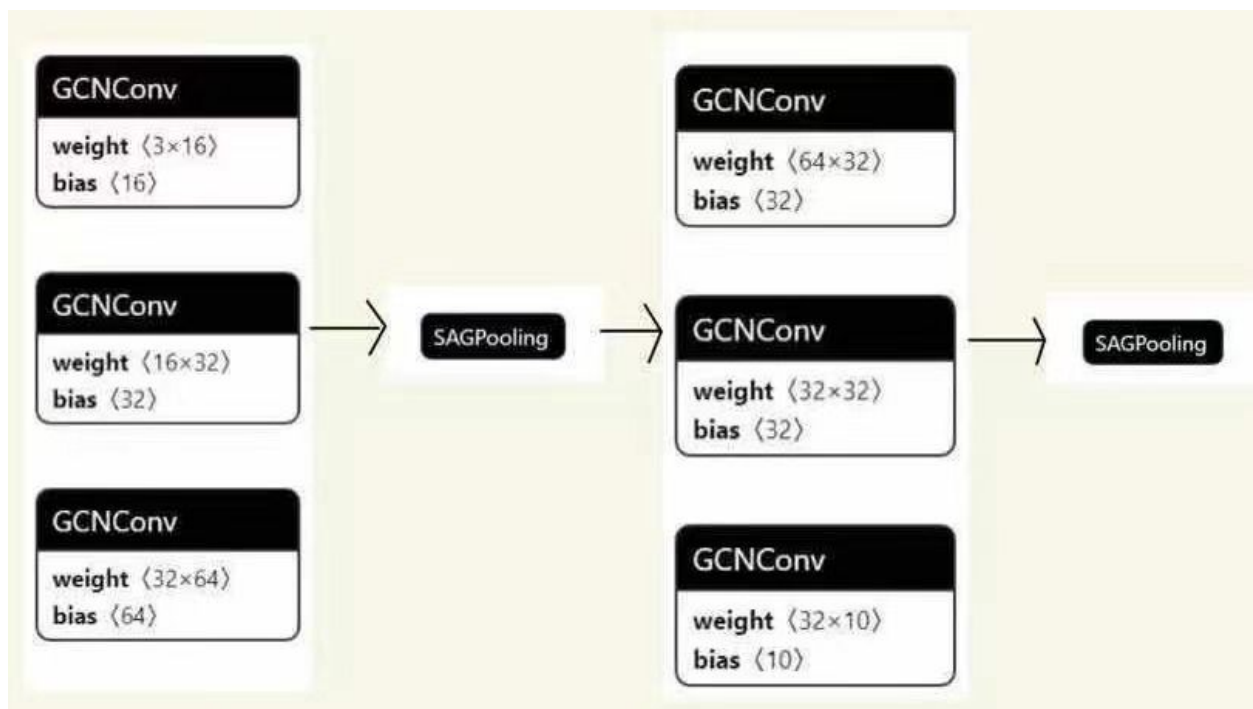 GCNConv
weight 〈3×16〉
bias 〈16〉
GCNConv
weight 〈16×32〉
bias 〈32〉
GCNConv
weight 〈32×64〉
bias 〈64〉
SAGPooling
GCNConv
weight 〈64×32〉
bias 〈32〉
GCNConv
weight 〈32×32〉
bias 〈32〉
GCNConv
weight 〈32×10〉
bias 〈10〉
SAGPooling